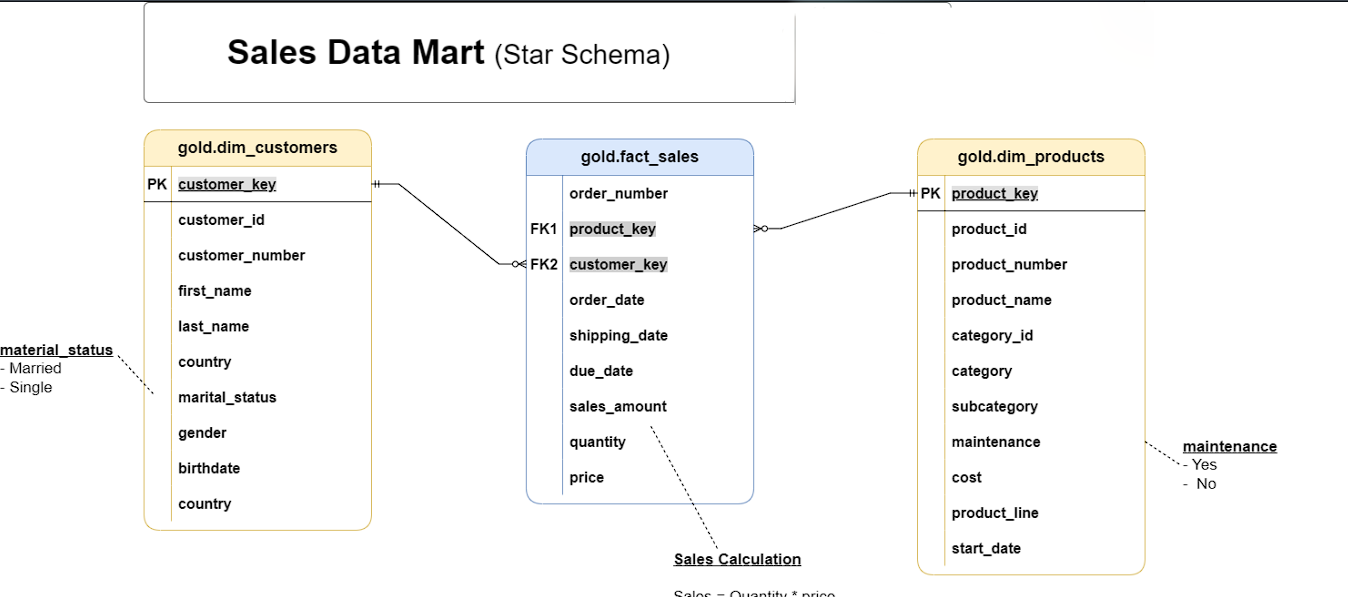 Sales Data Mart (Star Schema)
gold.dim_customers
PK customer_key
customer_id
customer_number
first_name
last_name
country
marital_status
gender
birthdate
country
material_status
- Married
- Single
gold.fact_sales
order_number
FK1 product_key
FK2 customer_key
order_date
shipping_date
due_date
sales_amount
quantity
price
Sales Calculation
Sales = Quantity * price
gold.dim_products
PK product_key
product_id
product_number
product_name
category_id
category
subcategory
maintenance
cost
product_line
start_date
maintenance
- Yes
- No